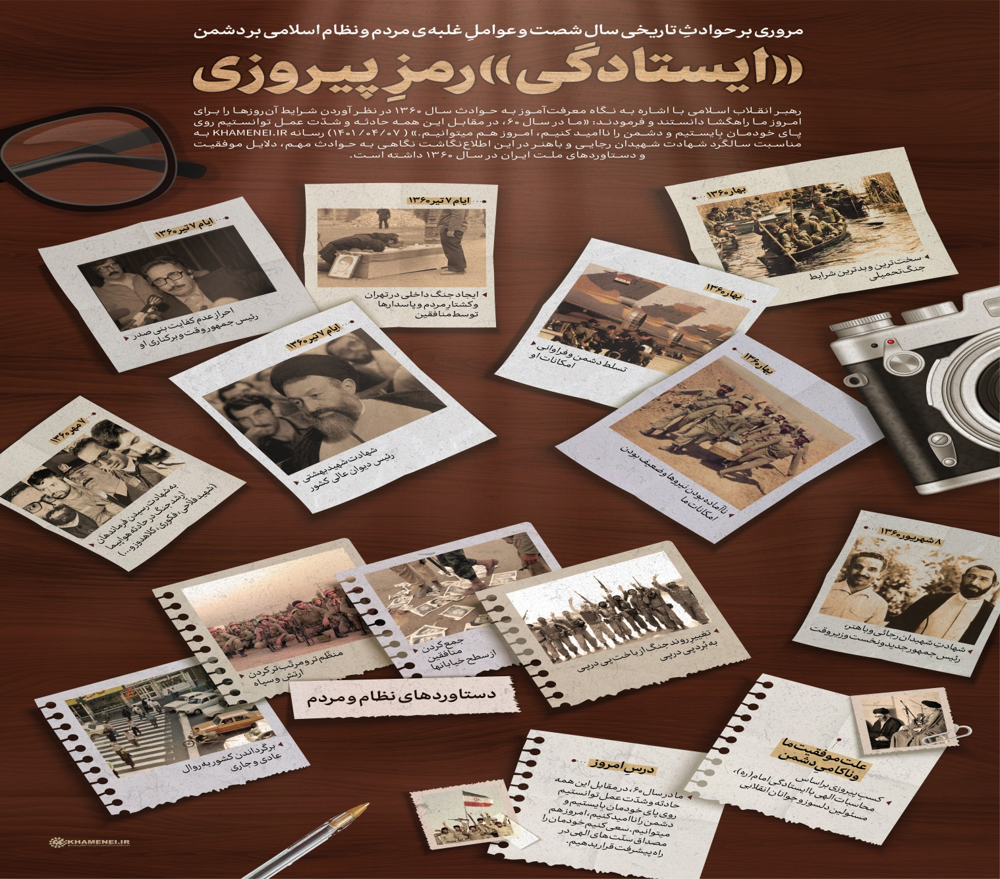 مروری بر حوادثِ تاریخی سال شصت و عواملِ غلبه‌ی مردم و نظام اسلامی بر دشمن
«ایستادگی» رمزِ پیروزی
رهبر انقلاب اسلامی با اشاره به نگاه معرفت‌آموز به حوادث سال ۱۳۶۰ در نظر آوردن شرایط آن‌روزها را برای
امروز ما راهگشا دانستند و فرمودند: «ما در سال ۶۰، در مقابل این همه حادثه و شدّت عمل توانستیم روی
پای خودمان بِایستیم و دشمن را ناامید کنیم، امروز هم میتوانیم.» (۱۴۰۱/۰۴/۰۷) رسانه KHAMENEI.IR به
مناسبت سالگرد شهادت شهیدان رجایی و باهنر در این اطلاع‌نگاشت نگاهی به حوادث مهم، دلایل موفقیت
و دستاوردهای ملت ایران در سال ۱۳۶۰ داشته است.
بهار ۱۳۶۰
سخت‌ترین و بدترین شرایط
جنگ تحمیلی
بهار ۱۳۶۰
تسلط دشمن و فراوانی
امکانات او
بهار ۱۳۶۰
ناآماده بودن نیروها و ضعیف بودن
امکانات ما
ایام ۷ تیر ۱۳۶۰
ایجاد جنگ داخلی در تهران
و کشتارِ مردم و پاسدارها
توسط منافقین
ایام ۷ تیر ۱۳۶۰
احراز عدم کفایت بنی صدر
رئیس جمهور وقت و برکناری او
ایام ۷ تیر ۱۳۶۰
شهادت شهید بهشتی
رئیس دیوان عالی کشور
۸ شهریور ۱۳۶۰
شهادتِ شهیدان رجائی و باهنر،
رئیس جمهور جدید و نخست وزیر وقت
۷ مهر ۱۳۶۰
به شهادت رسیدن فرماندهان
ارشد جنگ در حادثه هواپیما
(شهید فلاحی، فکوری، کلاهدوز و...)
دستاوردهای نظام و مردم
تغییرِ روند جنگ از باخت پی در پی
به بُرد پی در پی
جمع کردن
منافقین
از سطح خیابانها
منظّم‌تر و مرتّب‌تر کردن
ارتش و سپاه
برگرداندن کشور به روال
عادی و جاری
علت موفقیت ما
و ناکامی دشمن
کسبِ پیروزی براساس
محاسبات الهی با ایستادگی امام(ره)،
مسئولین دلسوز و جوانان انقلابی
درسِ امروز
ما در سال ۶۰، در مقابل این همه
حادثه و شدّت عمل توانستیم
روی پای خودمان بِایستیم و
دشمن را ناامید کنیم، امروز هم
میتوانیم. سعی کنیم خودمان را
مصداق سنّت‌های الهی در
راه پیشرفت قرار بدهیم.
KHAMENEI.IR